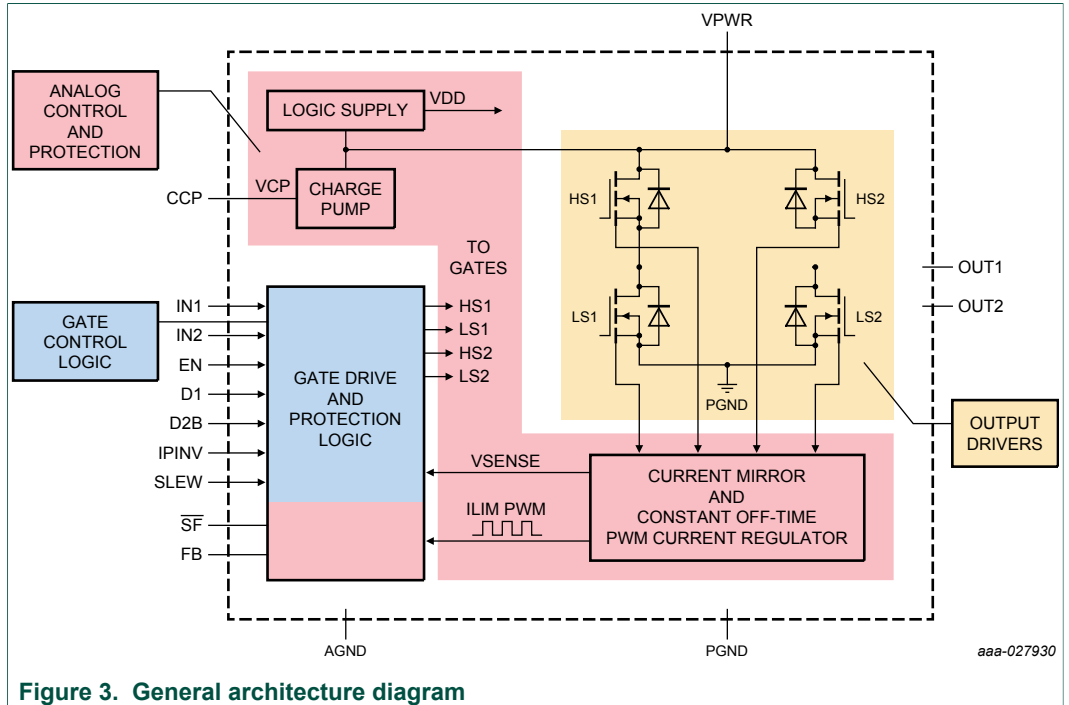 VPWR
ANALOG
CONTROL
AND
PROTECTION
LOGIC SUPPLY
VDD
CCP
VCP
CHARGE
PUMP
HS1
HS2
TO
GATES
OUT1
OUT2
GATE
CONTROL
LOGIC
IN1
IN2
EN
D1
D2B
IPINV
SLEW
SF
FB
GATE DRIVE
AND
PROTECTION
LOGIC
HS1
LS1
HS2
LS2
LS1
LS2
PGND
OUTPUT
DRIVERS
VSENSE
ILIM PWM
CURRENT MIRROR
AND
CONSTANT OFF-TIME
PWM CURRENT REGULATOR
AGND
PGND
aaa-027930
Figure 3. General architecture diagram